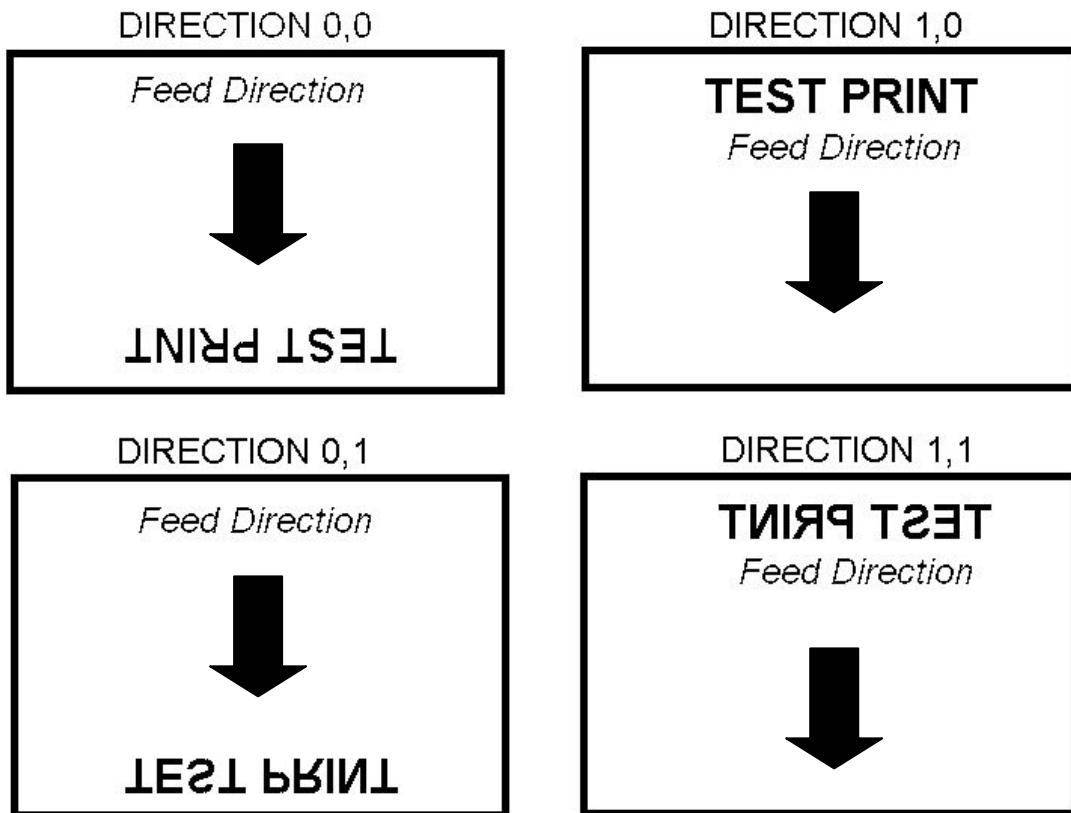 DIRECTION 0,0
Feed Direction
TEST PRINT
DIRECTION 1,0
TEST PRINT
Feed Direction
DIRECTION 0,1
Feed Direction
TEST PRINT
DIRECTION 1,1
TEST PRINT
Feed Direction